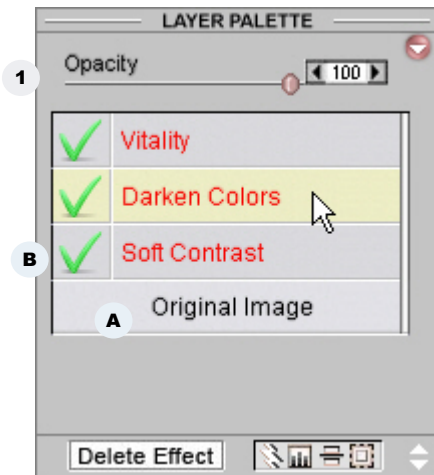 LAYER PALETTE
1
Opacity
100
Vitality
Darken Colors
B
Soft Contrast
A
Original Image
Delete Effect